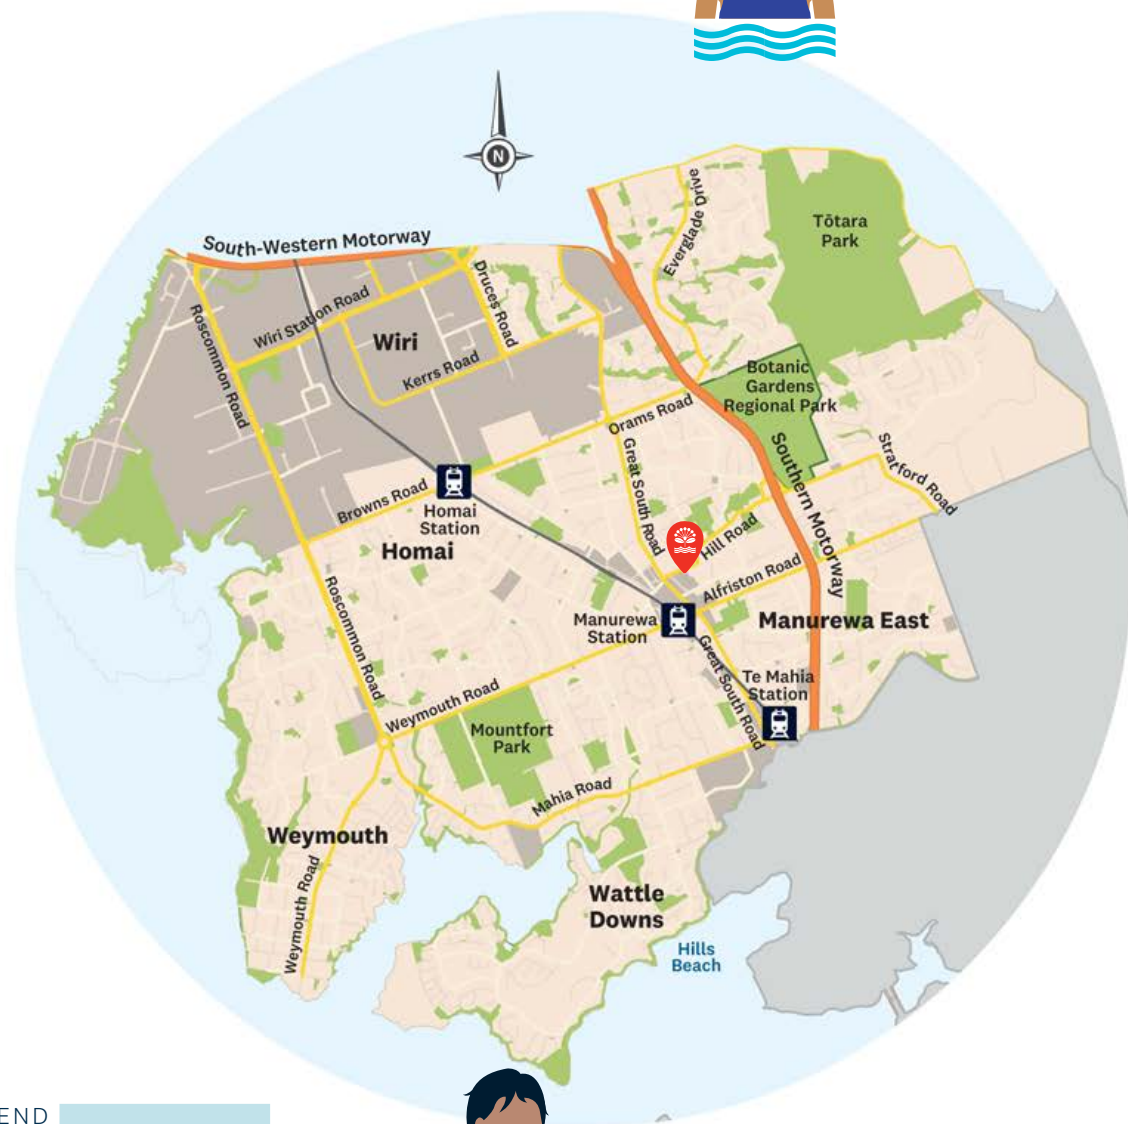 N
Tōtara
Park
Everglade Drive
South-Western Motorway
Druces Road
Wiri Station Road
Roscommon Road
Wiri
Kerrs Road
Botanic
Gardens
Regional Park
Orams Road
Great South Road
Southern Motorway
Stratford Road
Browns Road
Homai
Station
Homai
Hill Road
Alfriston Road
Roscommon Road
Manurewa
Station
Manurewa East
Great South Road
Te Mahia
Station
Weymouth Road
Mountfort
Park
Mahia Road
Weymouth
Weymouth Road
Wattle
Downs
Hills
Beach
END